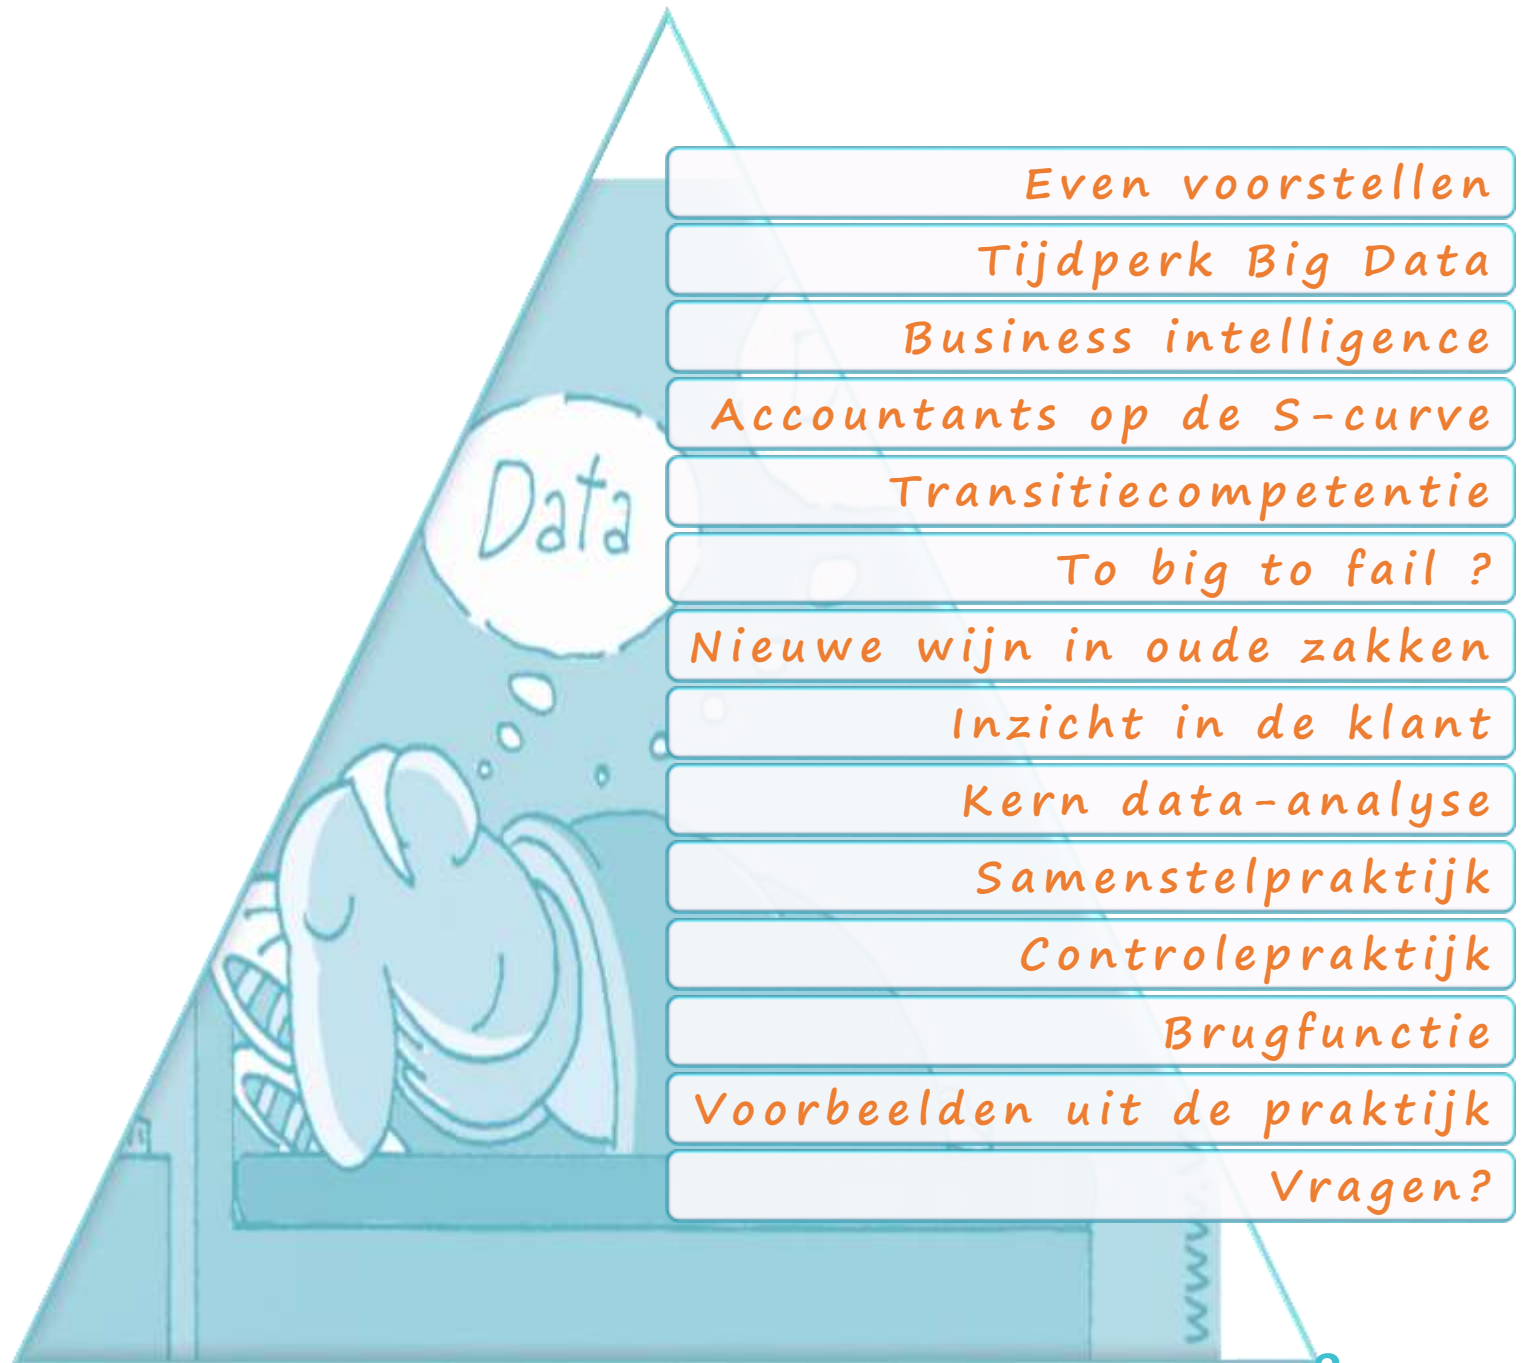 Even voorstellen
Tijdperk Big Data
Business intelligence
Accountants op de S-curve
Data
Transitiecompetentie
To big to fail ?
Nieuwe wijn in oude zakken
Inzicht in de klant
Kern data-analyse
Samenstelpraktijk
Controlepraktijk
Brugfunctie
Voorbeelden uit de praktijk
Vragen?